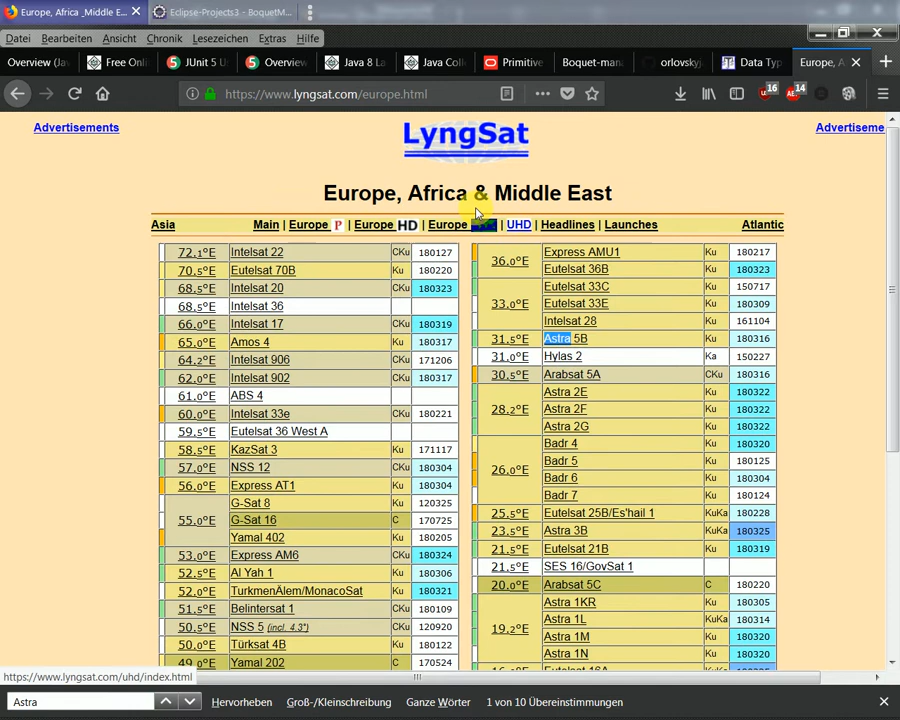 Europe, Africa _Middle E...
Eclipse-Projects3 - BoquetM...
Datei Bearbeiten Ansicht Chronik Lesezeichen Extras Hilfe
Overview (Jav
Free Onli
JUnit 5 U
Overview
Java 8 La
Java Coll
Primitive
Boquet-man
orlovskyj
Data Typ
Europe, A
https://www.lyngsat.com/europe.html
16
14
Advertisements
LyngSat
Advertiseme
Europe, Africa & Middle East
Asia Main | Europe P | Europe HD | Europe | UHD | Headlines | Launches Atlantic
72.1°E Intelsat 22 CKu 180127
70.5°E Eutelsat 70B Ku 180220
68.5°E Intelsat 20 CKu 180323
68.5°E Intelsat 36
66.0°E Intelsat 17 CKu 180319
65.0°E Amos 4 Ku 180317
64.2°E Intelsat 906 CKu 171206
62.0°E Intelsat 902 CKu 180317
61.0°E ABS 4
60.0°E Intelsat 33e CKu 180221
59.5°E Eutelsat 36 West A
58.5°E KazSat 3 Ku 171117
57.0°E NSS 12 CKu 180304
56.0°E Express AT1 Ku 180304
55.0°E G-Sat 8 Ku 120325
G-Sat 16 C 170725
Yamal 402 Ku 180205
53.0°E Express AM6 CKu 180324
52.5°E Al Yah 1 Ku 180306
52.0°E TurkmenÄlem/MonacoSat Ku 180321
51.5°E Belintersat 1 CKu 180109
50.5°E NSS 5 (incl. 4.3°) CKu 120920
50.0°E Türksat 4B Ku 180122
49.0°E Yamal 202 C 170524
36.0°E Express AMU1 Ku 180217
Eutelsat 36B Ku 180323
33.0°E Eutelsat 33C Ku 150717
Eutelsat 33E Ku 180309
Intelsat 28 Ku 161104
31.5°E Astra 5B Ku 180316
31.0°E Hylas 2 Ka 150227
30.5°E Arabsat 5A CKu 180316
28.2°E Astra 2E Ku 180322
Astra 2F Ku 180322
Astra 2G Ku 180322
26.0°E Badr 4 Ku 180320
Badr 5 Ku 180125
Badr 6 Ku 180304
Badr 7 Ku 180124
25.5°E Eutelsat 25B/Es'hail 1 KuKa 180228
23.5°E Astra 3B KuKa 180325
21.5°E Eutelsat 21B Ku 180319
21.5°E SES 16/GovSat 1
20.0°E Arabsat 5C C 180220
19.2°E Astra 1KR Ku 180305
Astra 1L KuKa 180314
Astra 1M Ku 180320
Astra 1N Ku 180320
Eutelsat 16A
https://www.lyngsat.com/uhd/index.html
Astra Hervorheben Groß-/Kleinschreibung Ganze Wörter 1 von 10 Übereinstimmungen